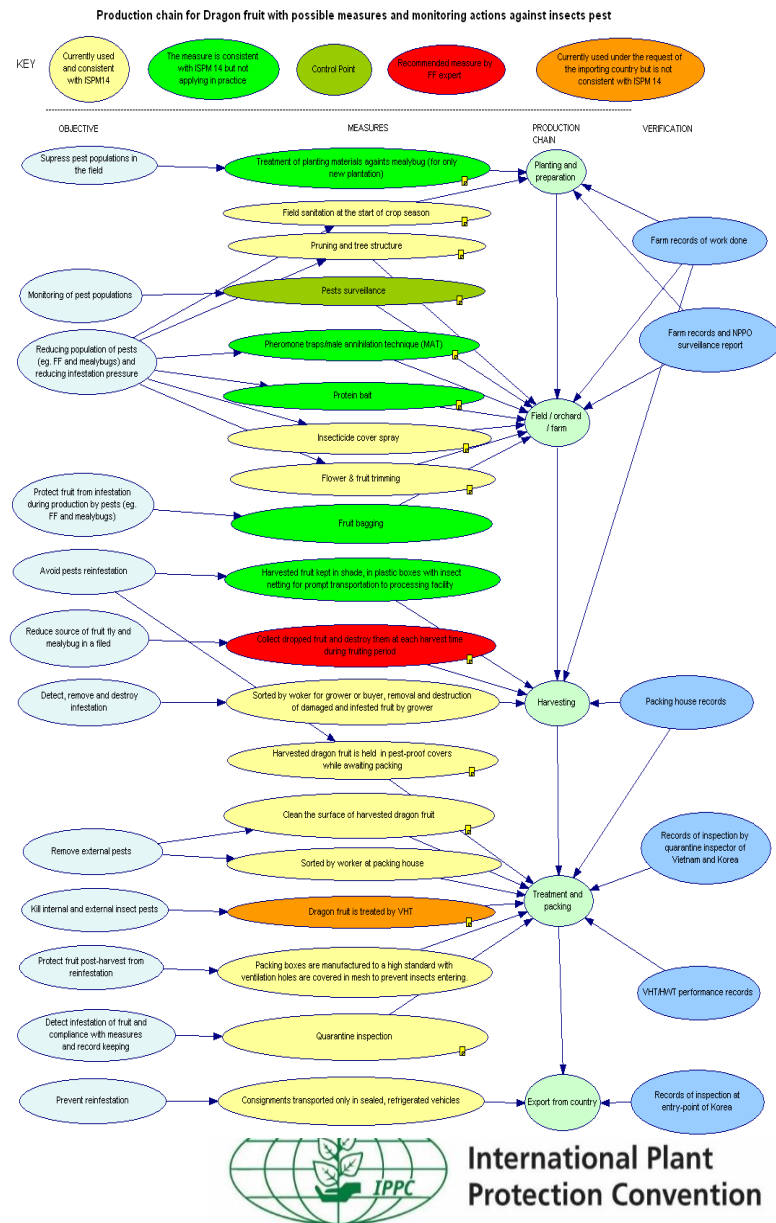 Production chain for Dragon fruit with possible measures and monitoring actions against insects pest
KEY
Currently used
and consistent
with ISPM14
The measure is consistent
with ISPM 14 but not
applying in practice
Control Point
Recommended measure by
FF expert
Currently used under the request
of the importing country but is not
consistent with ISPM 14
OBJECTIVE
MEASURES
PRODUCTION
CHAIN
VERIFICATION
Supress pest populations in
the field
Treatment of planting materials againts mealybug (for only
new plantation)
Planting and
preparation
Field sanitation at the start of crop season
Pruning and tree structure
Farm records of work done
Monitoring of pest populations
Pests surveillance
Reducing population of pests
(eg. FF and mealybugs) and
reducing infestation pressure
Pheromone traps/male annihilation technique (MAT)
Farm records and NPPO
surveillance report
Protein bait
Field / orchard
/ farm
Insecticide cover spray
Flower & fruit trimming
Protect fruit from infestation
during production by pests (eg.
FF and mealybugs)
Fruit bagging
Avoid pests reinfestation
Harvested fruit kept in shade, in plastic boxes with insect
netting for prompt transportation to processing facility
Reduce source of fruit fly and
mealybug in a filed
Collect dropped fruit and destroy them at each harvest time
during fruiting period
Detect, remove and destroy
infestation
Sorted by woker for grower or buyer, removal and destruction
of damaged and infested fruit by grower
Harvesting
Packing house records
Harvested dragon fruit is held in pest-proof covers
while awaiting packing
Clean the surface of harvested dragon fruit
Remove external pests
Sorted by worker at packing house
Records of inspection by
quarantine inspector of
Vietnam and Korea
Treatment and
packing
Kill internal and external insect pests
Dragon fruit is treated by VHT
Protect fruit post-harvest from
reinfestation
Packing boxes are manufactured to a high standard with
ventilation holes are covered in mesh to prevent insects entering.
VHT/HWT performance records
Detect infestation of fruit and
compliance with measures
and record keeping
Quarantine inspection
Prevent reinfestation
Consignments transported only in sealed, refrigerated vehicles
Export from country
Records of inspection at
entry-point of Korea
IPPC
International Plant
Protection Convention